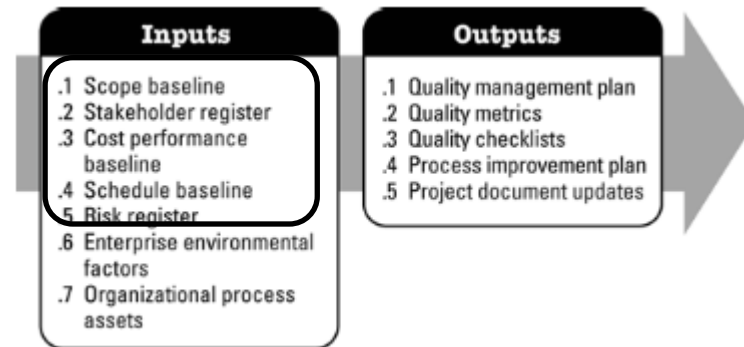 Inputs
.1 Scope baseline
.2 Stakeholder register
.3 Cost performance
baseline
.4 Schedule baseline
.5 Risk register
.6 Enterprise environmental
factors
.7 Organizational process
assets
Outputs
.1 Quality management plan
.2 Quality metrics
.3 Quality checklists
.4 Process improvement plan
.5 Project document updates